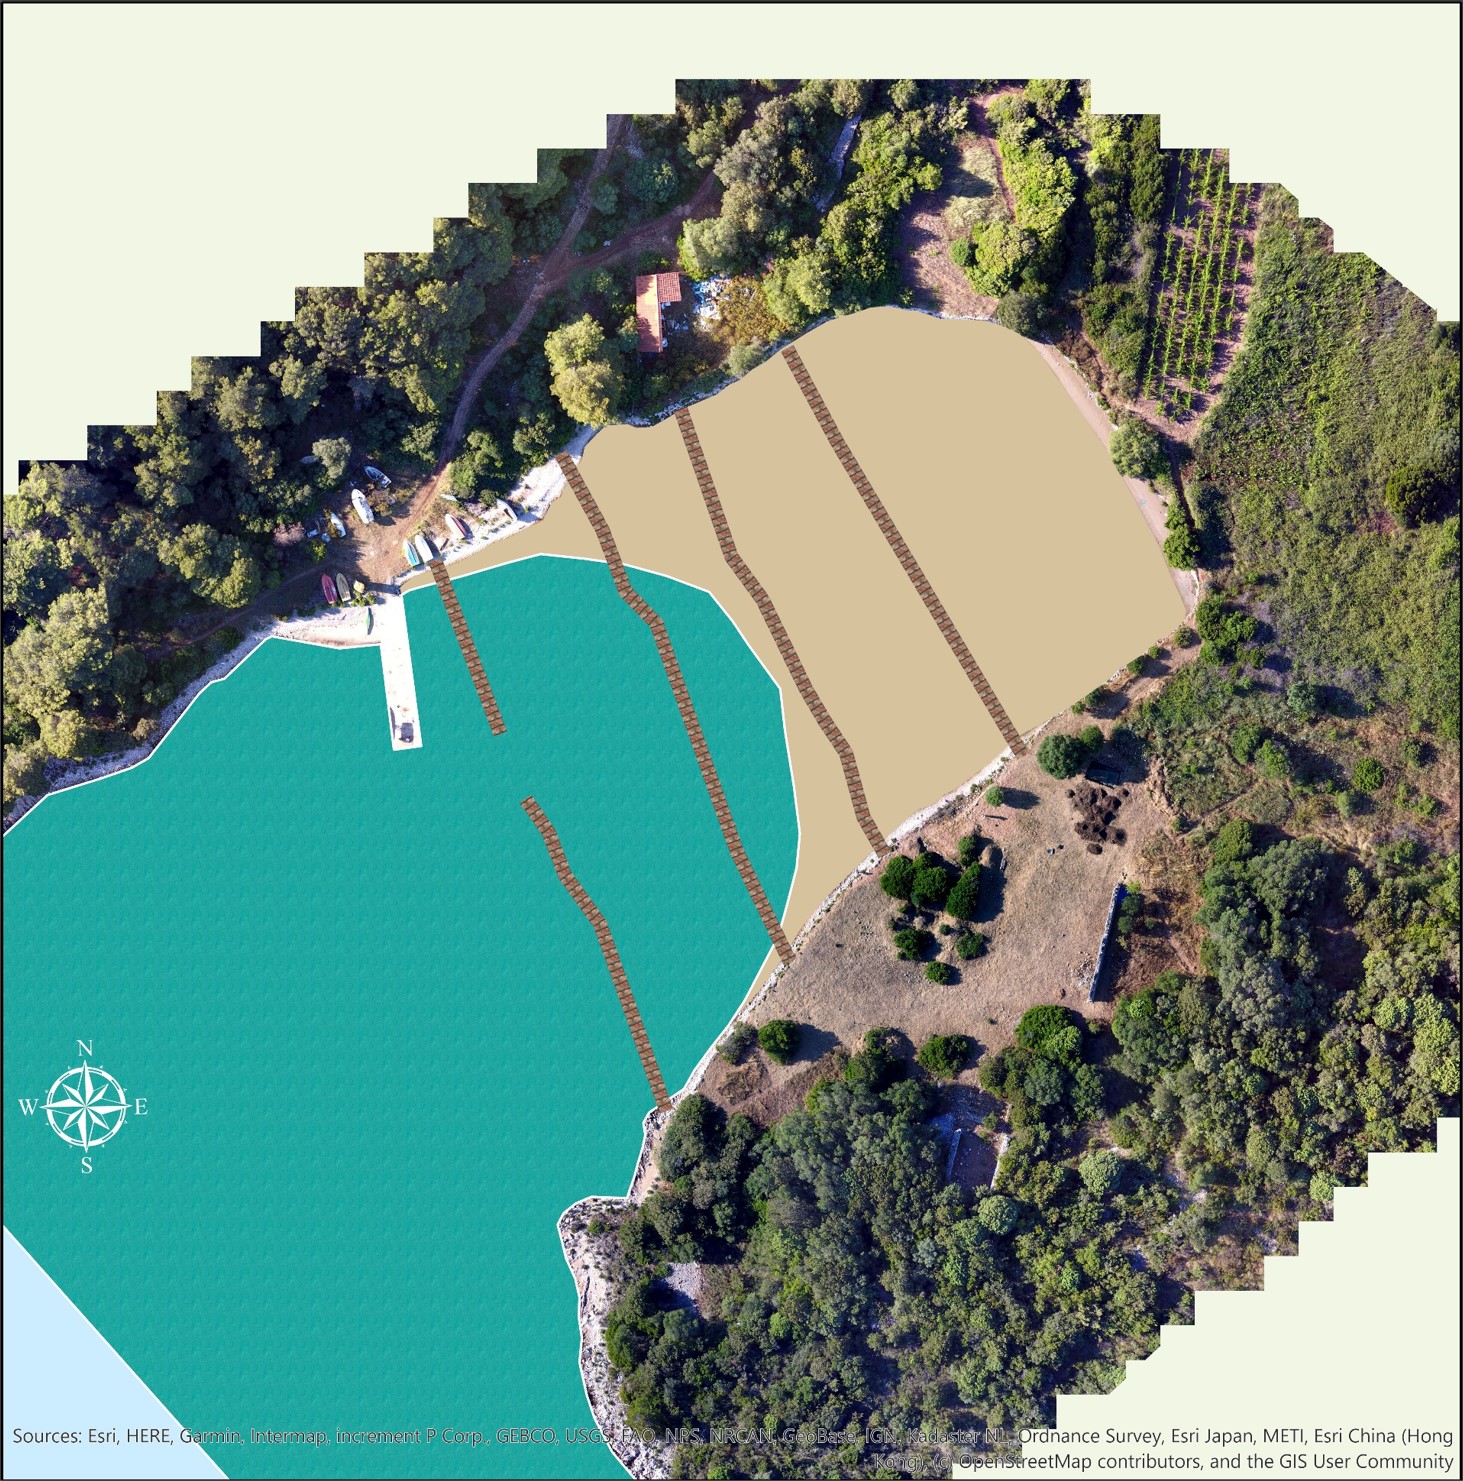 N
W E
S
Sources: Esri, HERE, Garmin, Intermap, increment P Corp., GEBCO, USGS, FAO, NPS, NRCAN, GeoBase, IGN, Kadaster NL, Ordnance Survey, Esri Japan, METI, Esri China (Hong
Kong), (c) OpenStreetMap contributors, and the GIS User Community